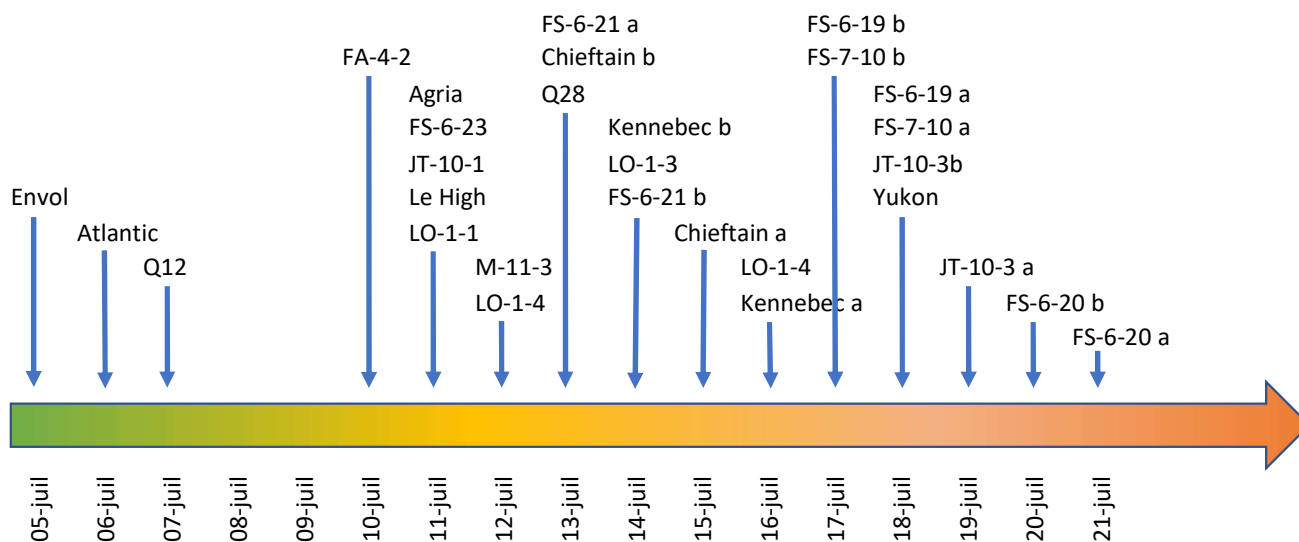 FS-6-21 a
Chieftain b
Q28
FS-6-19 b
FS-7-10 b
FA-4-2
Agria
FS-6-23
JT-10-1
Le High
LO-1-1
Kennebec b
LO-1-3
FS-6-21 b
FS-6-19 a
FS-7-10 a
JT-10-3b
Yukon
Envol
Atlantic
Q12
M-11-3
LO-1-4
Chieftain a
LO-1-4
Kennebec a
JT-10-3 a
FS-6-20 b
FS-6-20 a
05-juil
06-juil
07-juil
08-juil
09-juil
10-juil
11-juil
12-juil
13-juil
14-juil
15-juil
16-juil
17-juil
18-juil
19-juil
20-juil
21-juil